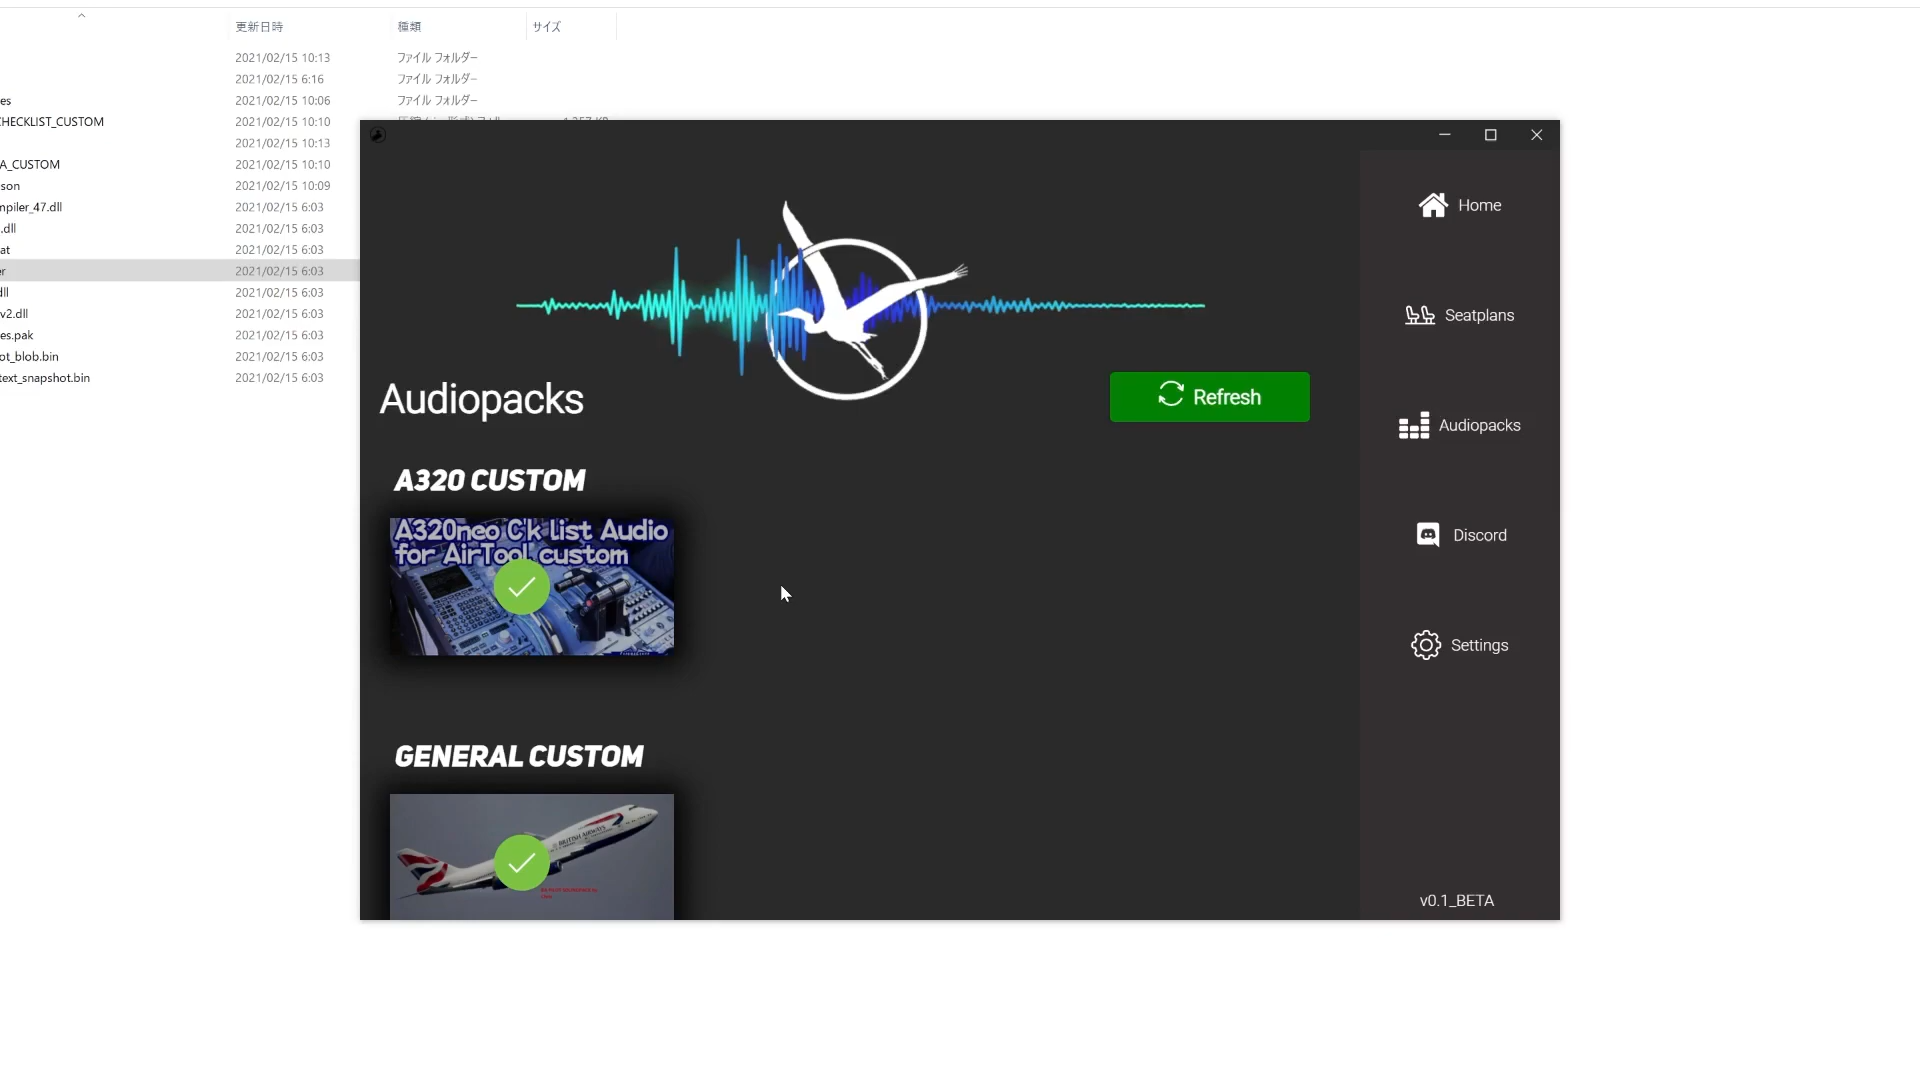 更新日時 種類 サイズ
2021/02/15 10:13 ファイル フォルダー
2021/02/15 6:16 ファイル フォルダー
es 2021/02/15 10:06 ファイル フォルダー
CHECKLIST_CUSTOM 2021/02/15 10:10
2021/02/15 10:13
A_CUSTOM 2021/02/15 10:10
son 2021/02/15 10:09
mpiler_47.dll 2021/02/15 6:03
.dll 2021/02/15 6:03
at 2021/02/15 6:03
er 2021/02/15 6:03
dll 2021/02/15 6:03
v2.dll 2021/02/15 6:03
es.pak 2021/02/15 6:03
ot_blob.bin 2021/02/15 6:03
text_snapshot.bin 2021/02/15 6:03
Audiopacks
Refresh
A320 CUSTOM
A320neo C'k list Audio
for AirTool custom
GENERAL CUSTOM
BRITISH AIRWAYS
Home
Seatplans
Audiopacks
Discord
Settings
v0.1_BETA